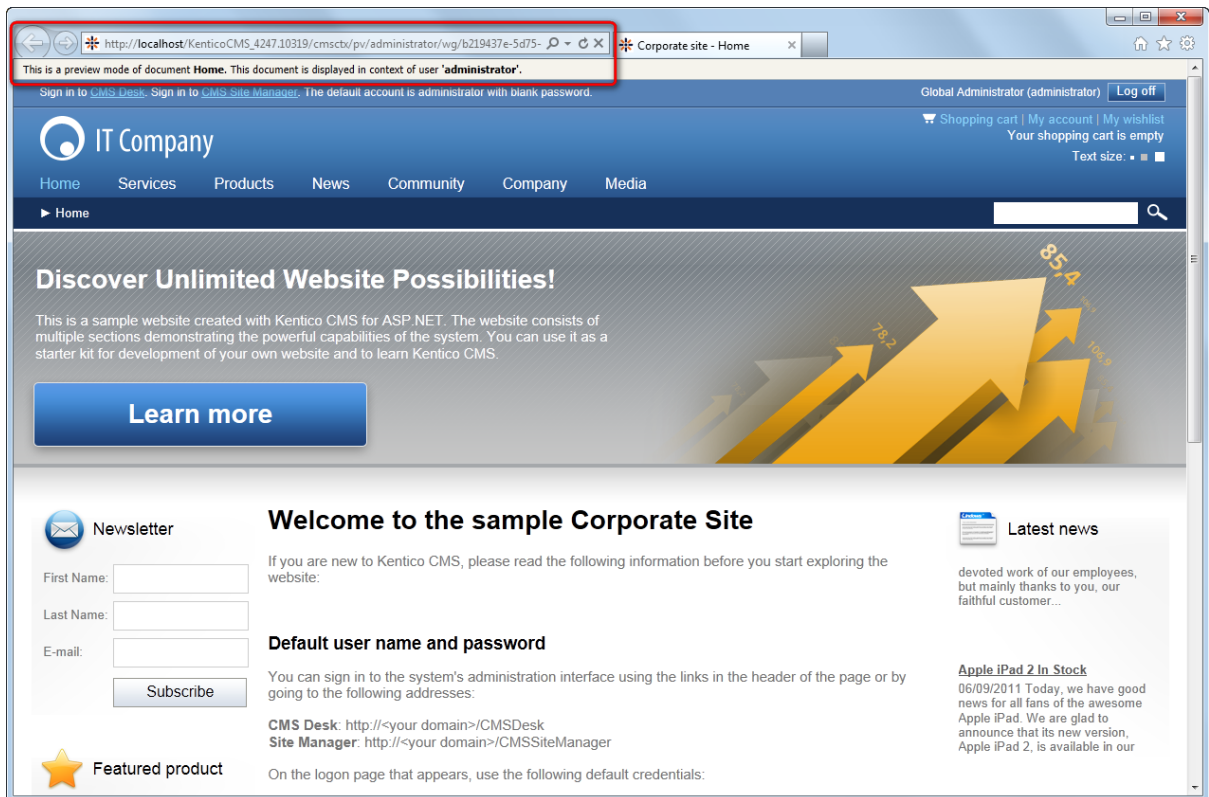 http://localhost/KenticoCMS_4247.10319/cmsctx/pv/administrator/wg/b219437e-5d75-
Corporate site - Home
This is a preview mode of document Home. This document is displayed in context of user 'administrator'.
Sign in to CMS Desk. Sign in to CMS Site Manager. The default account is administrator with blank password.
Global Administrator (administrator) Log off
Shopping cart | My account | My wishlist
Your shopping cart is empty
Text size:
IT Company
Home Services Products News Community Company Media
► Home
Discover Unlimited Website Possibilities!
This is a sample website created with Kentico CMS for ASP.NET. The website consists of
multiple sections demonstrating the powerful capabilities of the system. You can use it as a
starter kit for development of your own website and to learn Kentico CMS.
Learn more
85,4
78,2
106,9
Newsletter
First Name:
Last Name:
E-mail:
Subscribe
Featured product
Welcome to the sample Corporate Site
If you are new to Kentico CMS, please read the following information before you start exploring the
website:
Default user name and password
You can sign in to the system's administration interface using the links in the header of the page or by
going to the following addresses:
CMS Desk: http://<your domain>/CMSDesk
Site Manager: http://<your domain>/CMSSiteManager
On the logon page that appears, use the following default credentials:
Latest news
devoted work of our employees,
but mainly thanks to you, our
faithful customer...
Apple iPad 2 In Stock
06/09/2011 Today, we have good
news for all fans of the awesome
Apple iPad. We are glad to
announce that its new version,
Apple iPad 2, is available in our